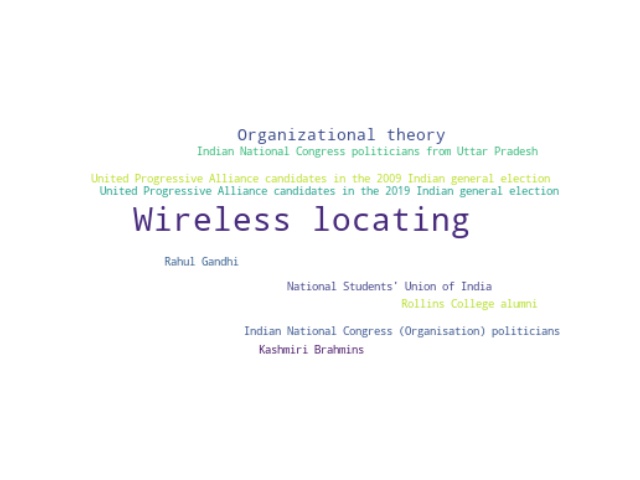 Organizational theory
Indian National Congress politicians from Uttar Pradesh
United Progressive Alliance candidates in the 2009 Indian general election
United Progressive Alliance candidates in the 2019 Indian general election
Wireless locating
Rahul Gandhi
National Students' Union of India
Rollins College alumni
Indian National Congress (Organisation) politicians
Kashmiri Brahmins